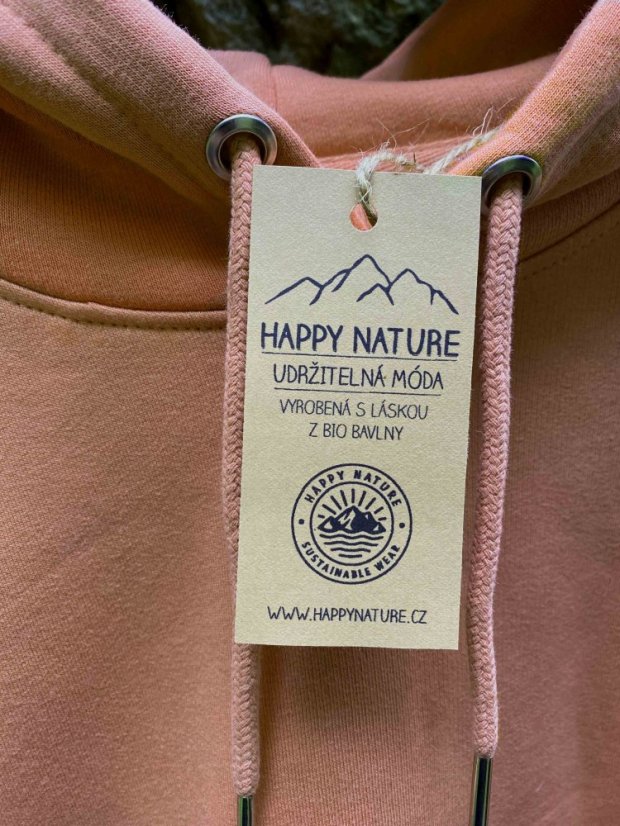 HAPPY NATURE
UDRŽITELNÁ MÓDA
VYROBENÁ S LÁSKOU
Z BIO BAVLNY
HAPPY NATURE
SUSTAINABLE WEAR
WWW.HAPPYNATURE.CZ